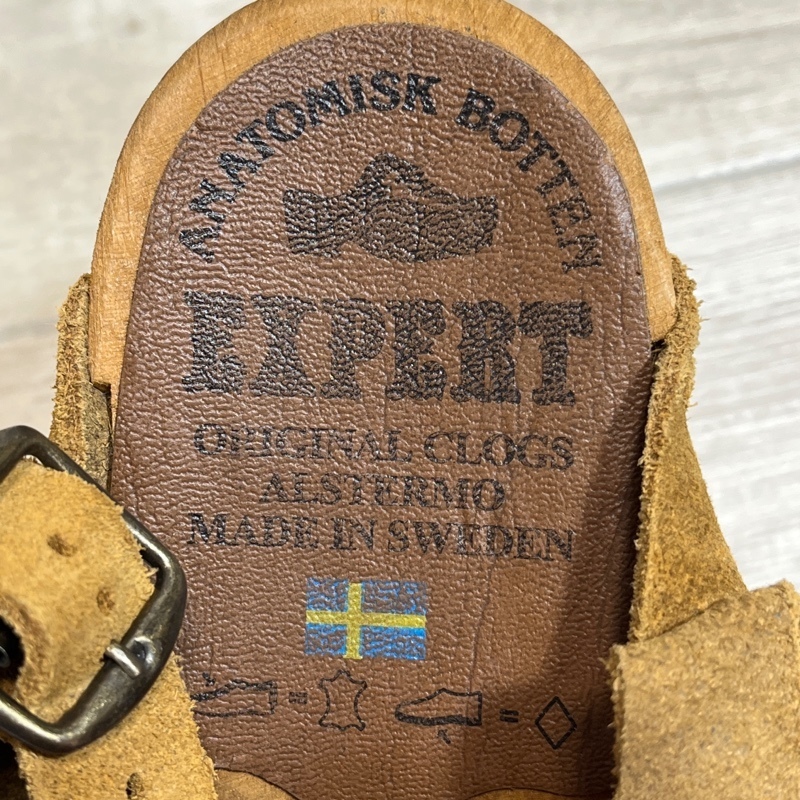 ANATOMISK BOTTEN
EXPERT
ORIGINAL CLOGS
ALSTERMO
MADE IN SWEDEN
= =